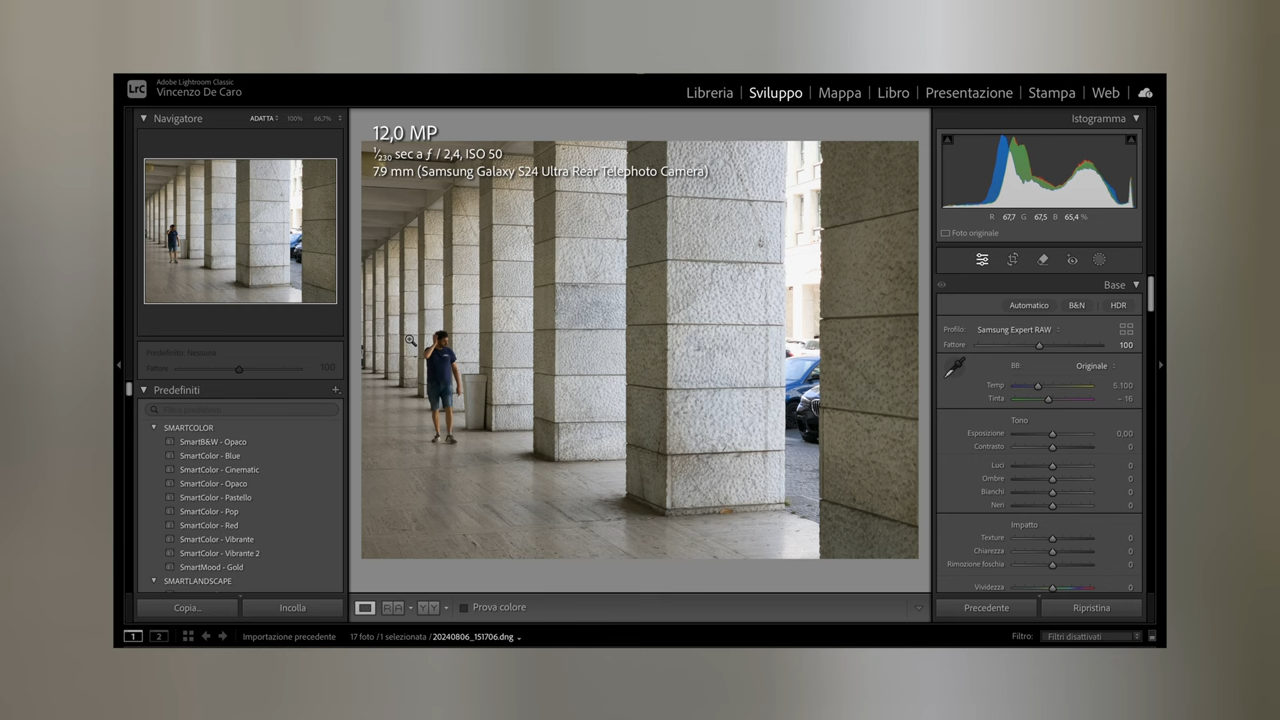 LrC
Adobe Lightroom Classic
Vincenzo De Caro
Libreria | Sviluppo | Mappa | Libro | Presentazione | Stampa | Web
Navigatore
ADATTA
100%
66,7%
Istogramma
12,0 MP
1/230 sec a ƒ / 2,4, ISO 50
7.9 mm (Samsung Galaxy S24 Ultra Rear Telephoto Camera)
R 67,7 G 67,5 B 65,4 %
Foto originale
Base
Automatico
B&N
HDR
Profilo: Samsung Expert RAW
Fattore 100
BB: Originale
Temp 6.100
Tinta – 16
Tono
Esposizione 0,00
Contrasto 0
Luci 0
Ombre 0
Bianchi 0
Neri 0
Impatto
Texture 0
Chiarezza 0
Rimozione foschia 0
Vividezza 0
Predefinito: Nessuno
Fattore 100
Predefiniti +
Filtra predefiniti
SMARTCOLOR
SmartB&W - Opaco
SmartColor - Blue
SmartColor - Cinematic
SmartColor - Opaco
SmartColor - Pastello
SmartColor - Pop
SmartColor - Red
SmartColor - Vibrante
SmartColor - Vibrante 2
SmartMood - Gold
SMARTLANDSCAPE
Copia...
Incolla
RA
YY
Prova colore
Precedente
Ripristina
1
2
Importazione precedente
17 foto /1 selezionata /20240806_151706.dng
Filtro:
Filtri disattivati